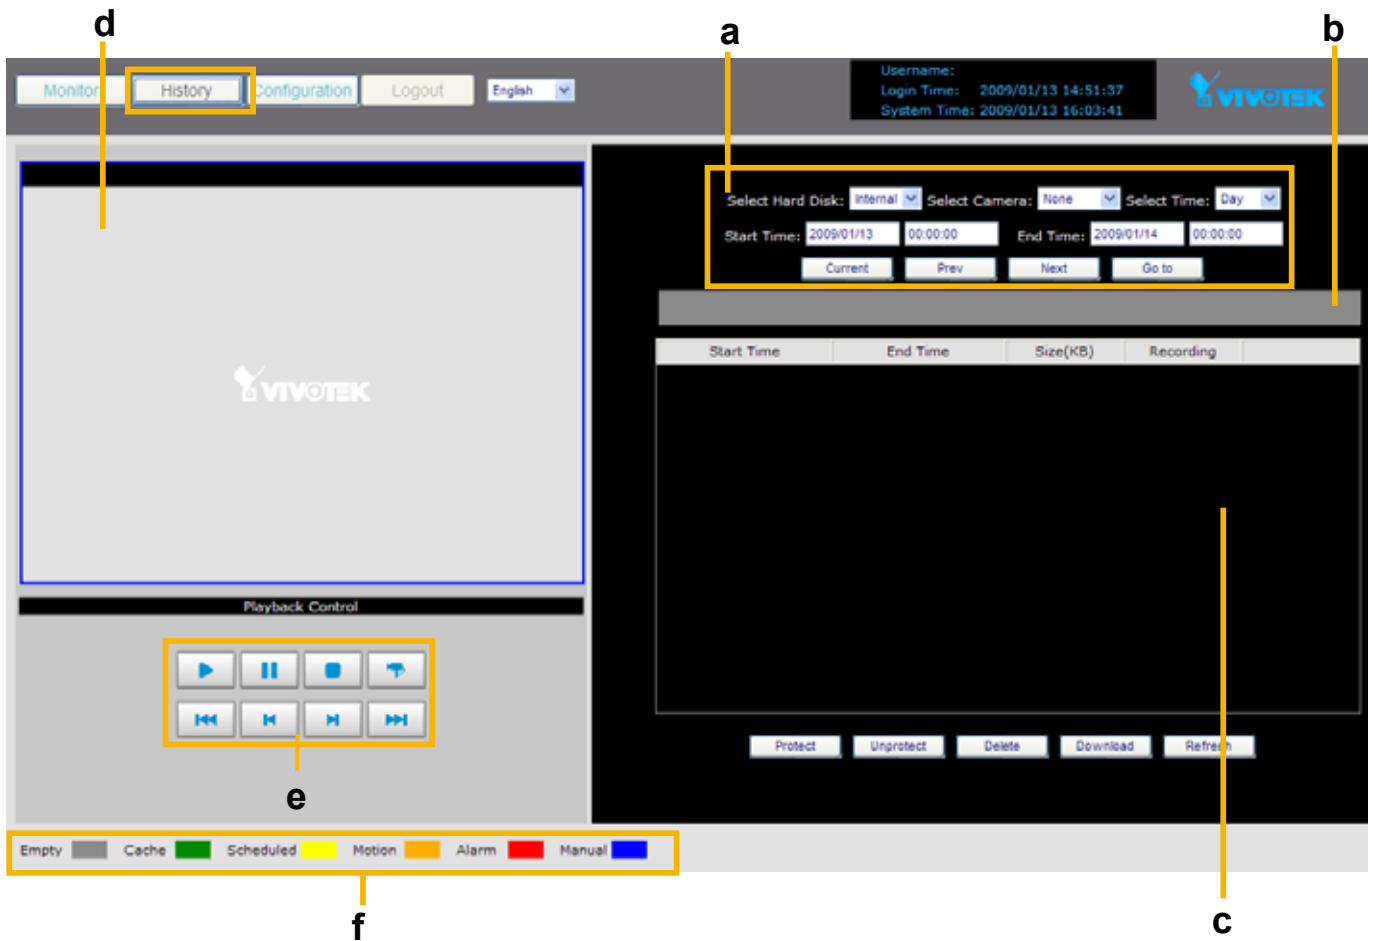 d
a
b
Monitor History Configuration Logout English
Username:
Login Time: 2009/01/13 14:51:37
System Time: 2009/01/13 16:03:41
VIVOTEK
Select Hard Disk: Internal Select Camera: None Select Time: Day
Start Time: 2009/01/13 00:00:00 End Time: 2009/01/14 00:00:00
Current Prev Next Go to
Start Time End Time Size(KB) Recording
VIVOTEK
Playback Control
Protect Unprotect Delete Download Refresh
e
Empty Cache Scheduled Motion Alarm Manual
f
c